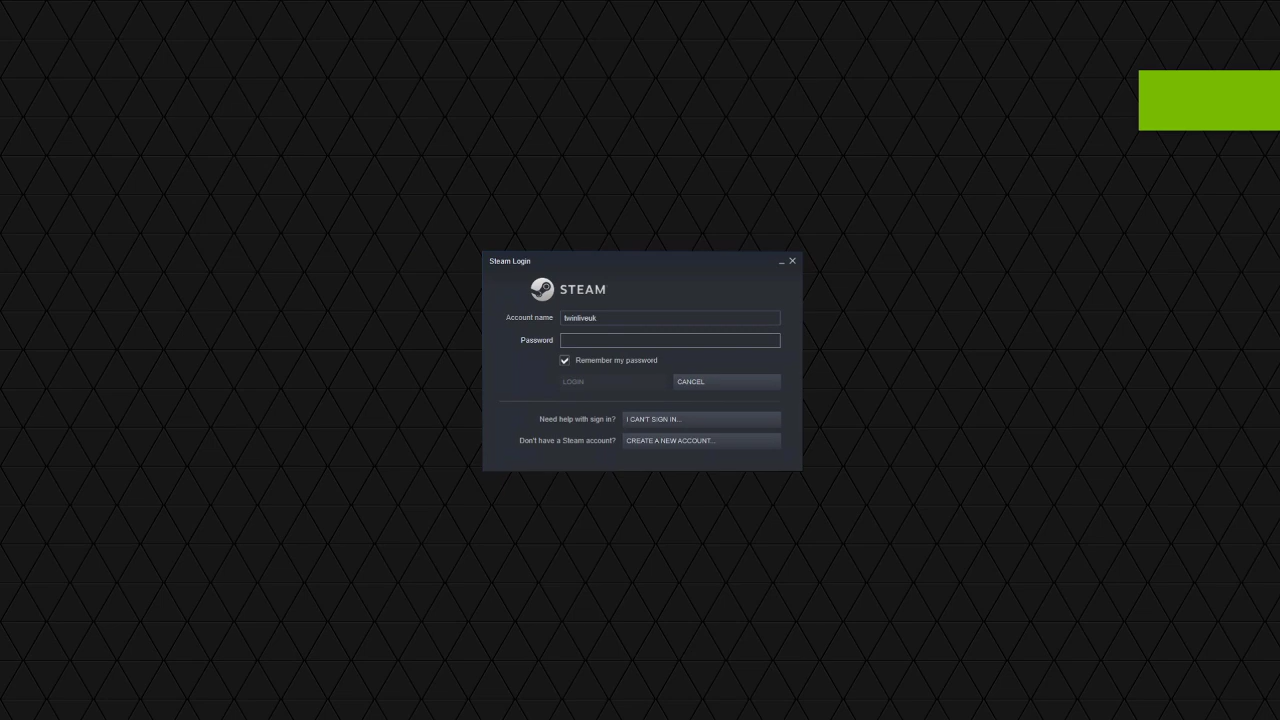 Steam Login
STEAM
Account name twinliveuk
Password
Remember my password
LOGIN CANCEL
Need help with sign in? I CAN'T SIGN IN...
Don't have a Steam account? CREATE A NEW ACCOUNT...